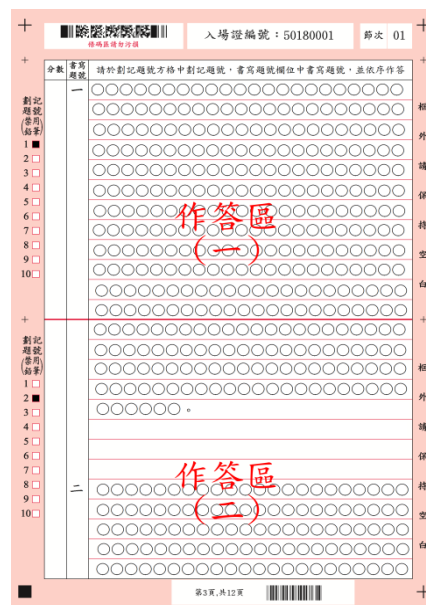 條碼區請勿汙損
入場證編號：50180001
節次 01
分數
書寫題號
請於劃記題號方格中劃記題號，書寫題號欄位中書寫題號，並依序作答
劃記題號
(禁用鉛筆)
1
2
3
4
5
6
7
8
9
10
一
作答區
(一)
框外請保持空白
劃記題號
(禁用鉛筆)
1
2
3
4
5
6
7
8
9
10
○○○○○○。
二
作答區
(二)
框外請保持空白
第3頁,共12頁